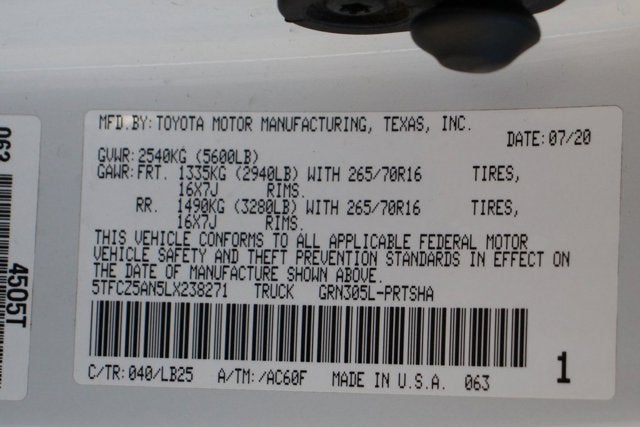 MFD.BY:TOYOTA MOTOR MANUFACTURING, TEXAS, INC.
DATE:07/20
GVWR:2540KG (5600LB)
GAWR:FRT. 1335KG (2940LB) WITH 265/70R16 TIRES,
16X7J RIMS.
RR. 1490KG (3280LB) WITH 265/70R16 TIRES,
16X7J RIMS.
THIS VEHICLE CONFORMS TO ALL APPLICABLE FEDERAL MOTOR
VEHICLE SAFETY AND THEFT PREVENTION STANDARDS IN EFFECT ON
THE DATE OF MANUFACTURE SHOWN ABOVE.
5TFCZ5AN5LX238271 TRUCK GRN305L-PRTSHA
C/TR:040/LB25 A/TM:/AC60F MADE IN U.S.A. 063
1
063
4505T